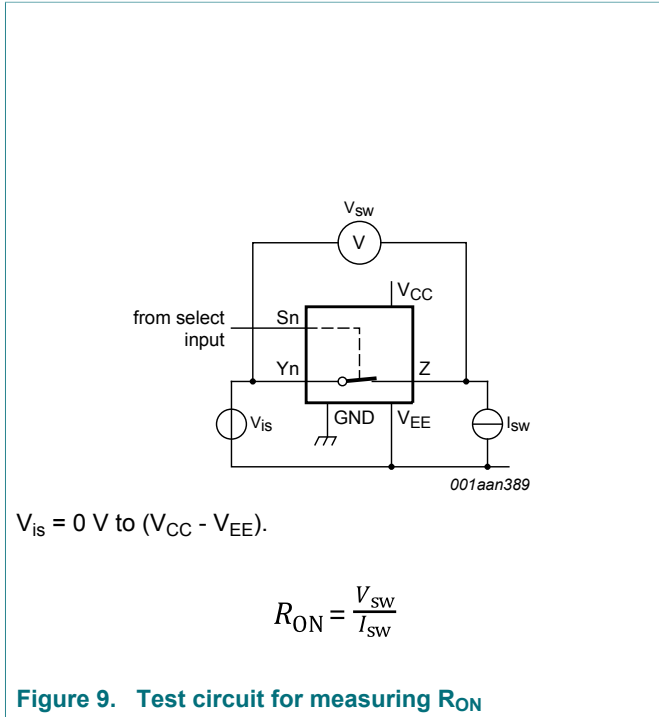 Vsw
V
VCC
from select
input
Sn
Yn
Z
Vis
GND
VEE
Isw
001aan389
Vis = 0 V to (VCC - VEE).
RON = Vsw / Isw
Figure 9. Test circuit for measuring RON